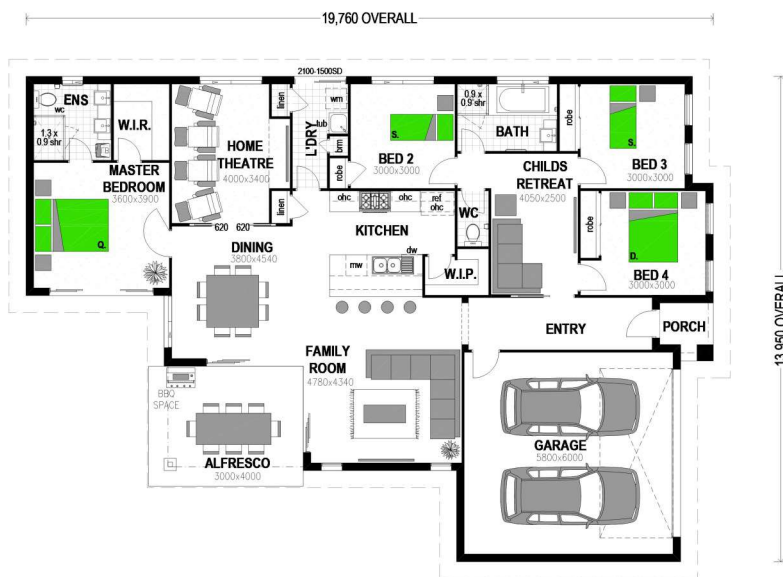 19,760 OVERALL
2100-1500SD
ENS
wc
1.3 x
0.9 shr
W.I.R.
HOME
THEATRE
4000x3400
linen
wm
tub
L'DRY
brm
robe
linen
S.
BED 2
3000x3000
0.9 x
0.9 shr
BATH
robe
S.
BED 3
3000x3000
MASTER
BEDROOM
3600x3900
Q.
CHILDS
RETREAT
4050x2500
620
620
ohc
ohc
ref
ohc
WC
robe
D.
BED 4
3000x3000
DINING
3800x4540
KITCHEN
dw
mw
W.I.P.
ENTRY
PORCH
13,950 OVERALL
FAMILY
ROOM
4780x4340
BBQ
SPACE
ALFRESCO
3000x4000
GARAGE
5800x6000